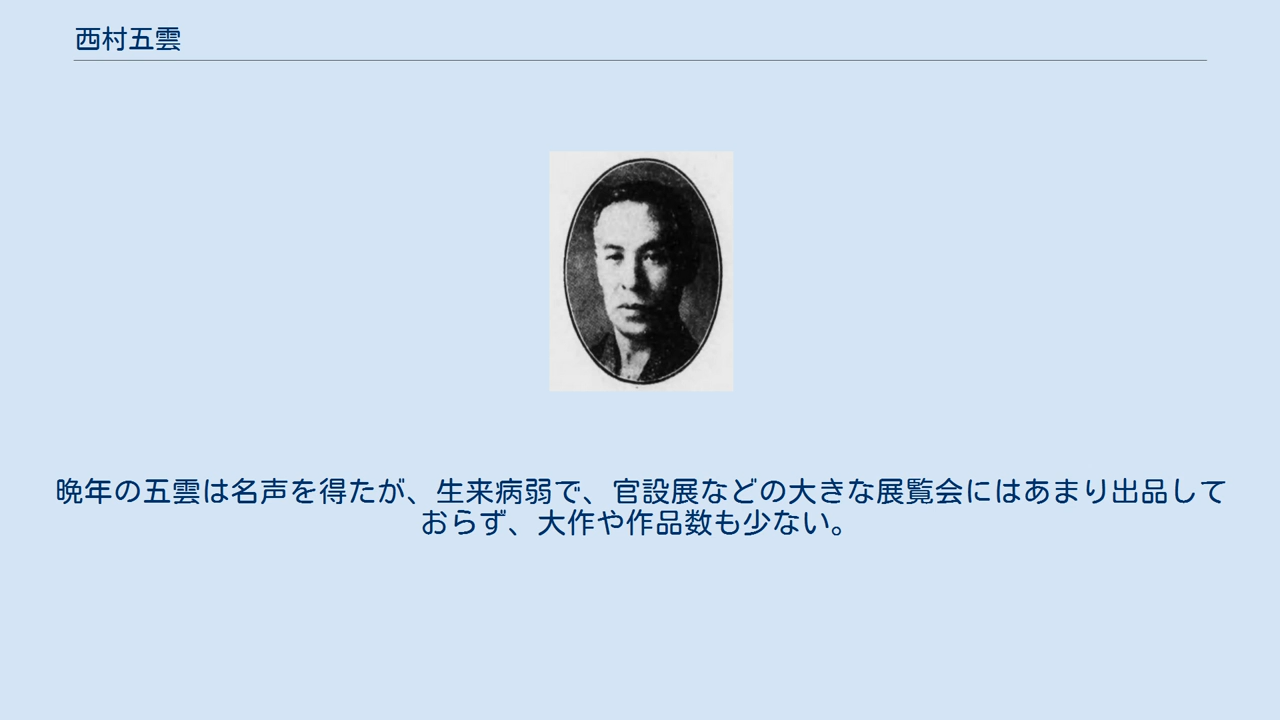 西村五雲
晩年の五雲は名声を得たが、生来病弱で、官設展などの大きな展覧会にはあまり出品して
おらず、大作や作品数も少ない。